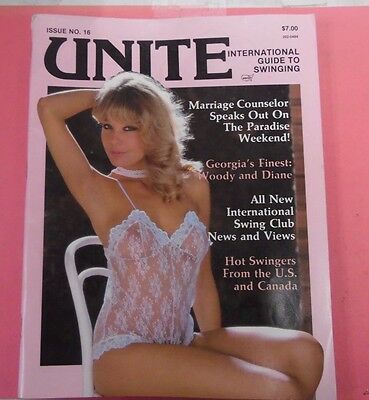 ISSUE NO. 16
$7.00
UNITE
INTERNATIONAL
GUIDE TO
SWINGING
Marriage Counselor
Speaks Out On
The Paradise
Weekend!
Georgia's Finest:
Woody and Diane
All New
International
Swing Club
News and Views
Hot Swingers
From the U.S.
and Canada